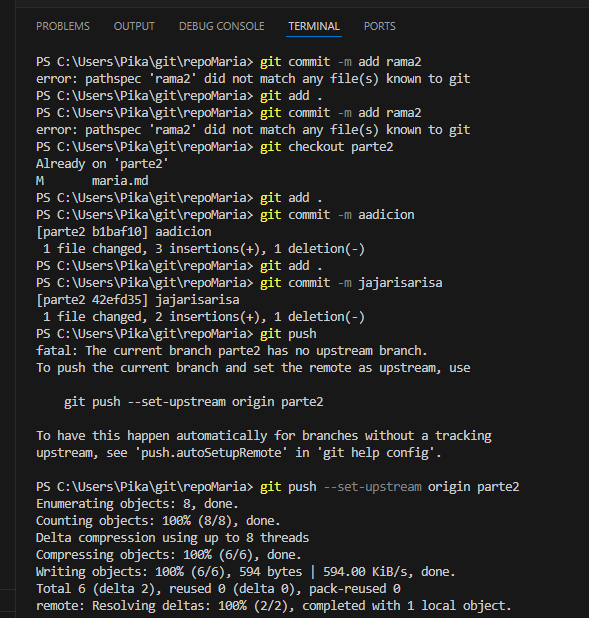 PROBLEMS OUTPUT DEBUG CONSOLE TERMINAL PORTS
PS C:\Users\Pika\git\repoMaria> git commit -m add rama2
error: pathspec 'rama2' did not match any file(s) known to git
PS C:\Users\Pika\git\repoMaria> git add .
PS C:\Users\Pika\git\repoMaria> git commit -m add rama2
error: pathspec 'rama2' did not match any file(s) known to git
PS C:\Users\Pika\git\repoMaria> git checkout parte2
Already on 'parte2'
M       maria.md
PS C:\Users\Pika\git\repoMaria> git add .
PS C:\Users\Pika\git\repoMaria> git commit -m aadicion
[parte2 b1baf10] aadicion
 1 file changed, 3 insertions(+), 1 deletion(-)
PS C:\Users\Pika\git\repoMaria> git add .
PS C:\Users\Pika\git\repoMaria> git commit -m jajarisarisa
[parte2 42efd35] jajarisarisa
 1 file changed, 2 insertions(+), 1 deletion(-)
PS C:\Users\Pika\git\repoMaria> git push
fatal: The current branch parte2 has no upstream branch.
To push the current branch and set the remote as upstream, use
    git push --set-upstream origin parte2
To have this happen automatically for branches without a tracking
upstream, see 'push.autoSetupRemote' in 'git help config'.
PS C:\Users\Pika\git\repoMaria> git push --set-upstream origin parte2
Enumerating objects: 8, done.
Counting objects: 100% (8/8), done.
Delta compression using up to 8 threads
Compressing objects: 100% (6/6), done.
Writing objects: 100% (6/6), 594 bytes | 594.00 KiB/s, done.
Total 6 (delta 2), reused 0 (delta 0), pack-reused 0
remote: Resolving deltas: 100% (2/2), completed with 1 local object.